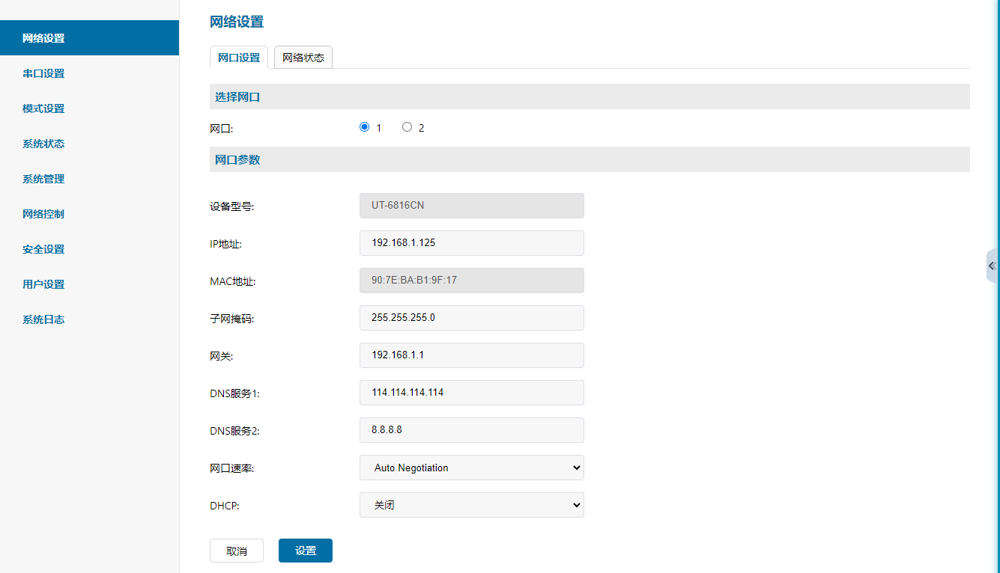 网络设置
串口设置
模式设置
系统状态
系统管理
网络控制
安全设置
用户设置
系统日志
网络设置
网口设置 网络状态
选择网口
网口: 1 2
网口参数
设备型号: UT-6816CN
IP地址: 192.168.1.125
MAC地址: 90:7E:BA:B1:9F:17
子网掩码: 255.255.255.0
网关: 192.168.1.1
DNS服务1: 114.114.114.114
DNS服务2: 8.8.8.8
网口速率: Auto Negotiation
DHCP: 关闭
取消 设置